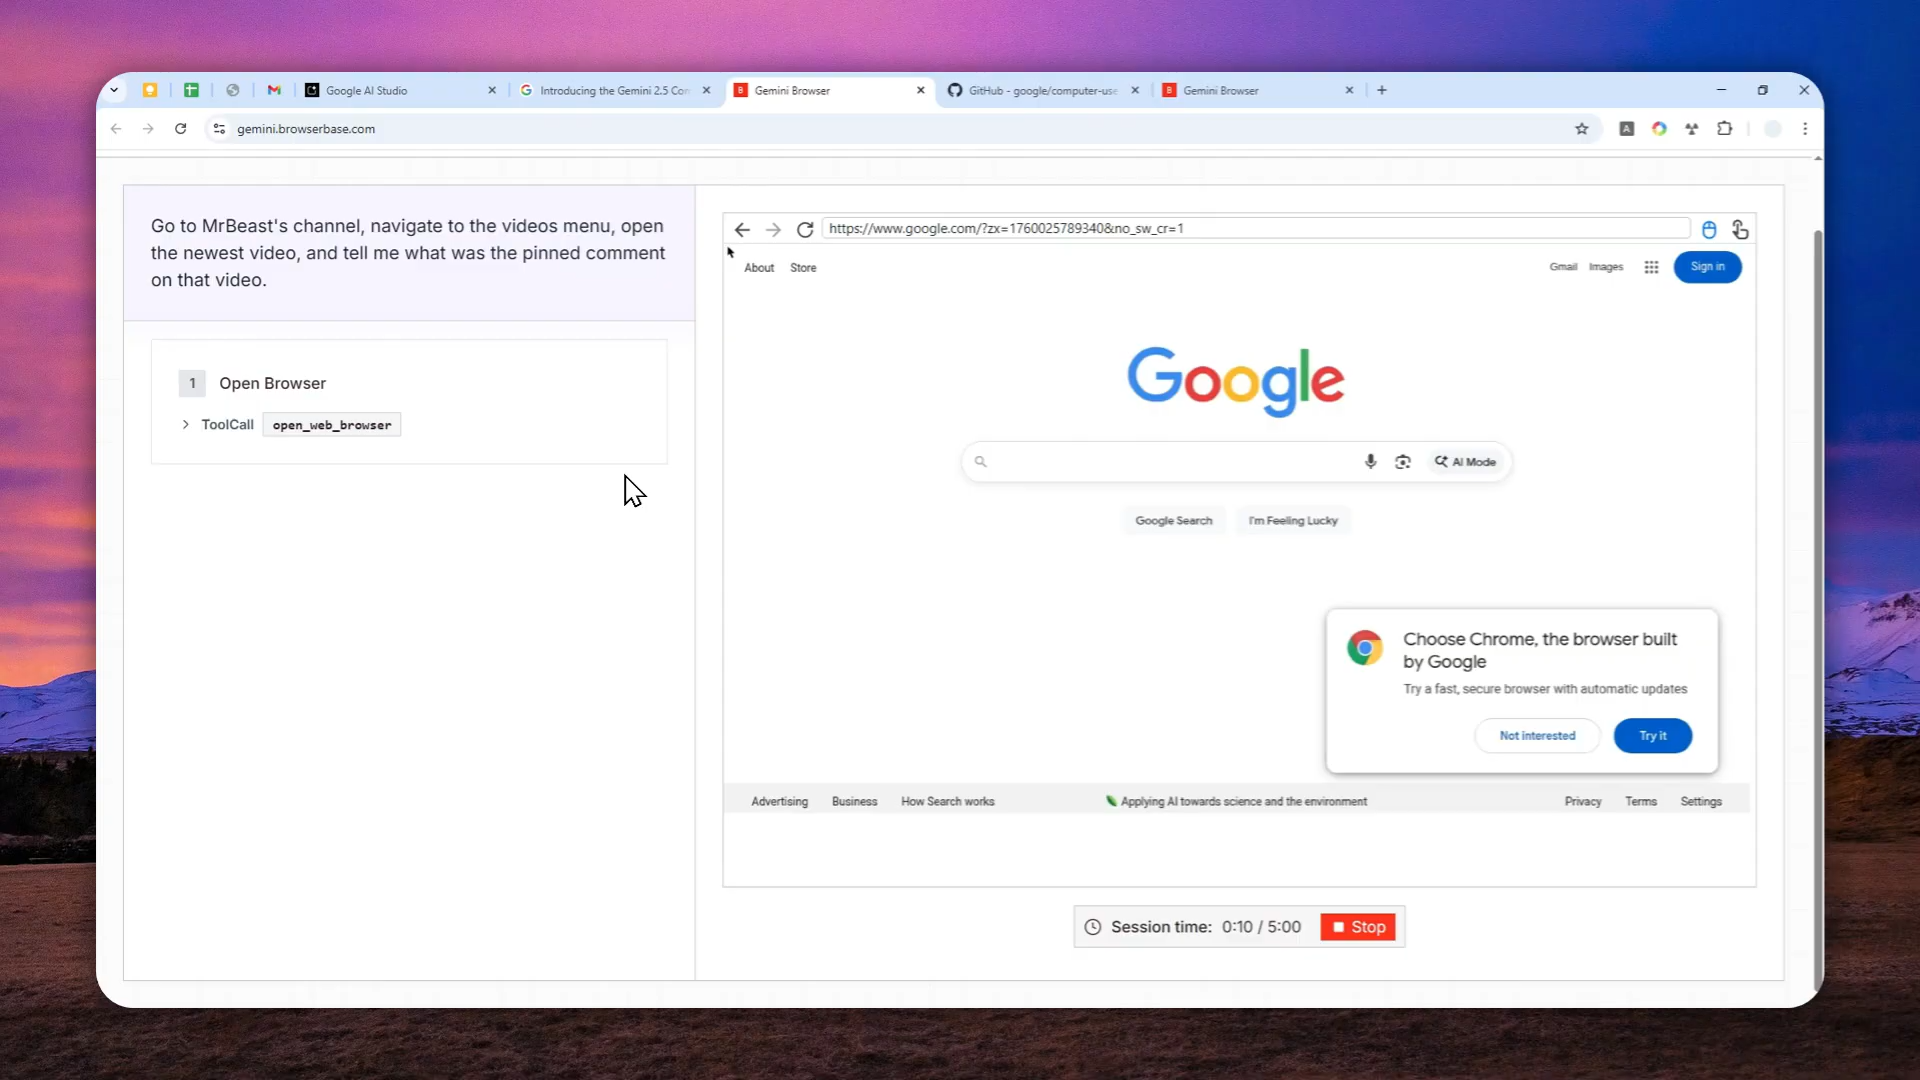 Google AI Studio
Introducing the Gemini 2.5 Con
Gemini Browser
GitHub - google/computer-use
Gemini Browser
gemini.browserbase.com
Go to MrBeast's channel, navigate to the videos menu, open
the newest video, and tell me what was the pinned comment
on that video.
1 Open Browser
ToolCall open_web_browser
https://www.google.com/?zx=1760025789340&no_sw_cr=1
About Store
Gmail Images Sign in
Google
AI Mode
Google Search I'm Feeling Lucky
Choose Chrome, the browser built
by Google
Try a fast, secure browser with automatic updates
Not interested Try it
Advertising Business How Search works Applying AI towards science and the environment Privacy Terms Settings
Session time: 0:10 / 5:00 Stop